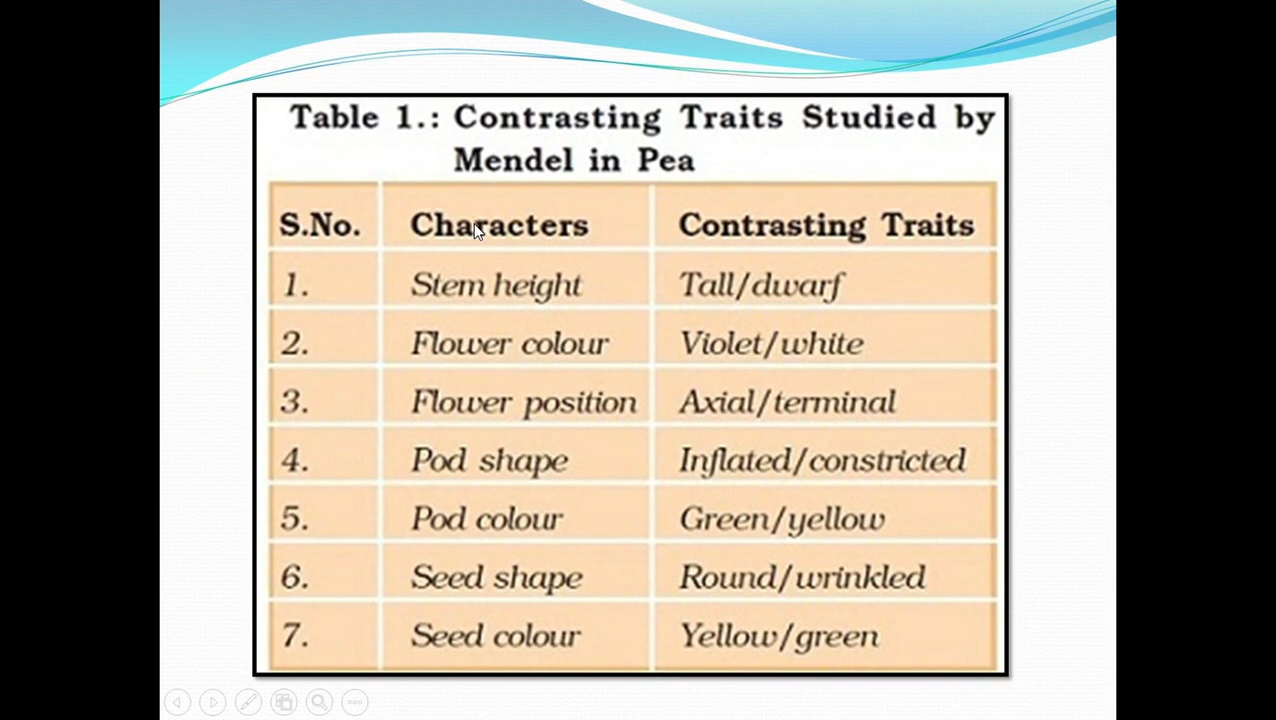 Table 1.: Contrasting Traits Studied by
Mendel in Pea
S.No. Characters Contrasting Traits
1. Stem height Tall/dwarf
2. Flower colour Violet/white
3. Flower position Axial/terminal
4. Pod shape Inflated/constricted
5. Pod colour Green/yellow
6. Seed shape Round/wrinkled
7. Seed colour Yellow/green